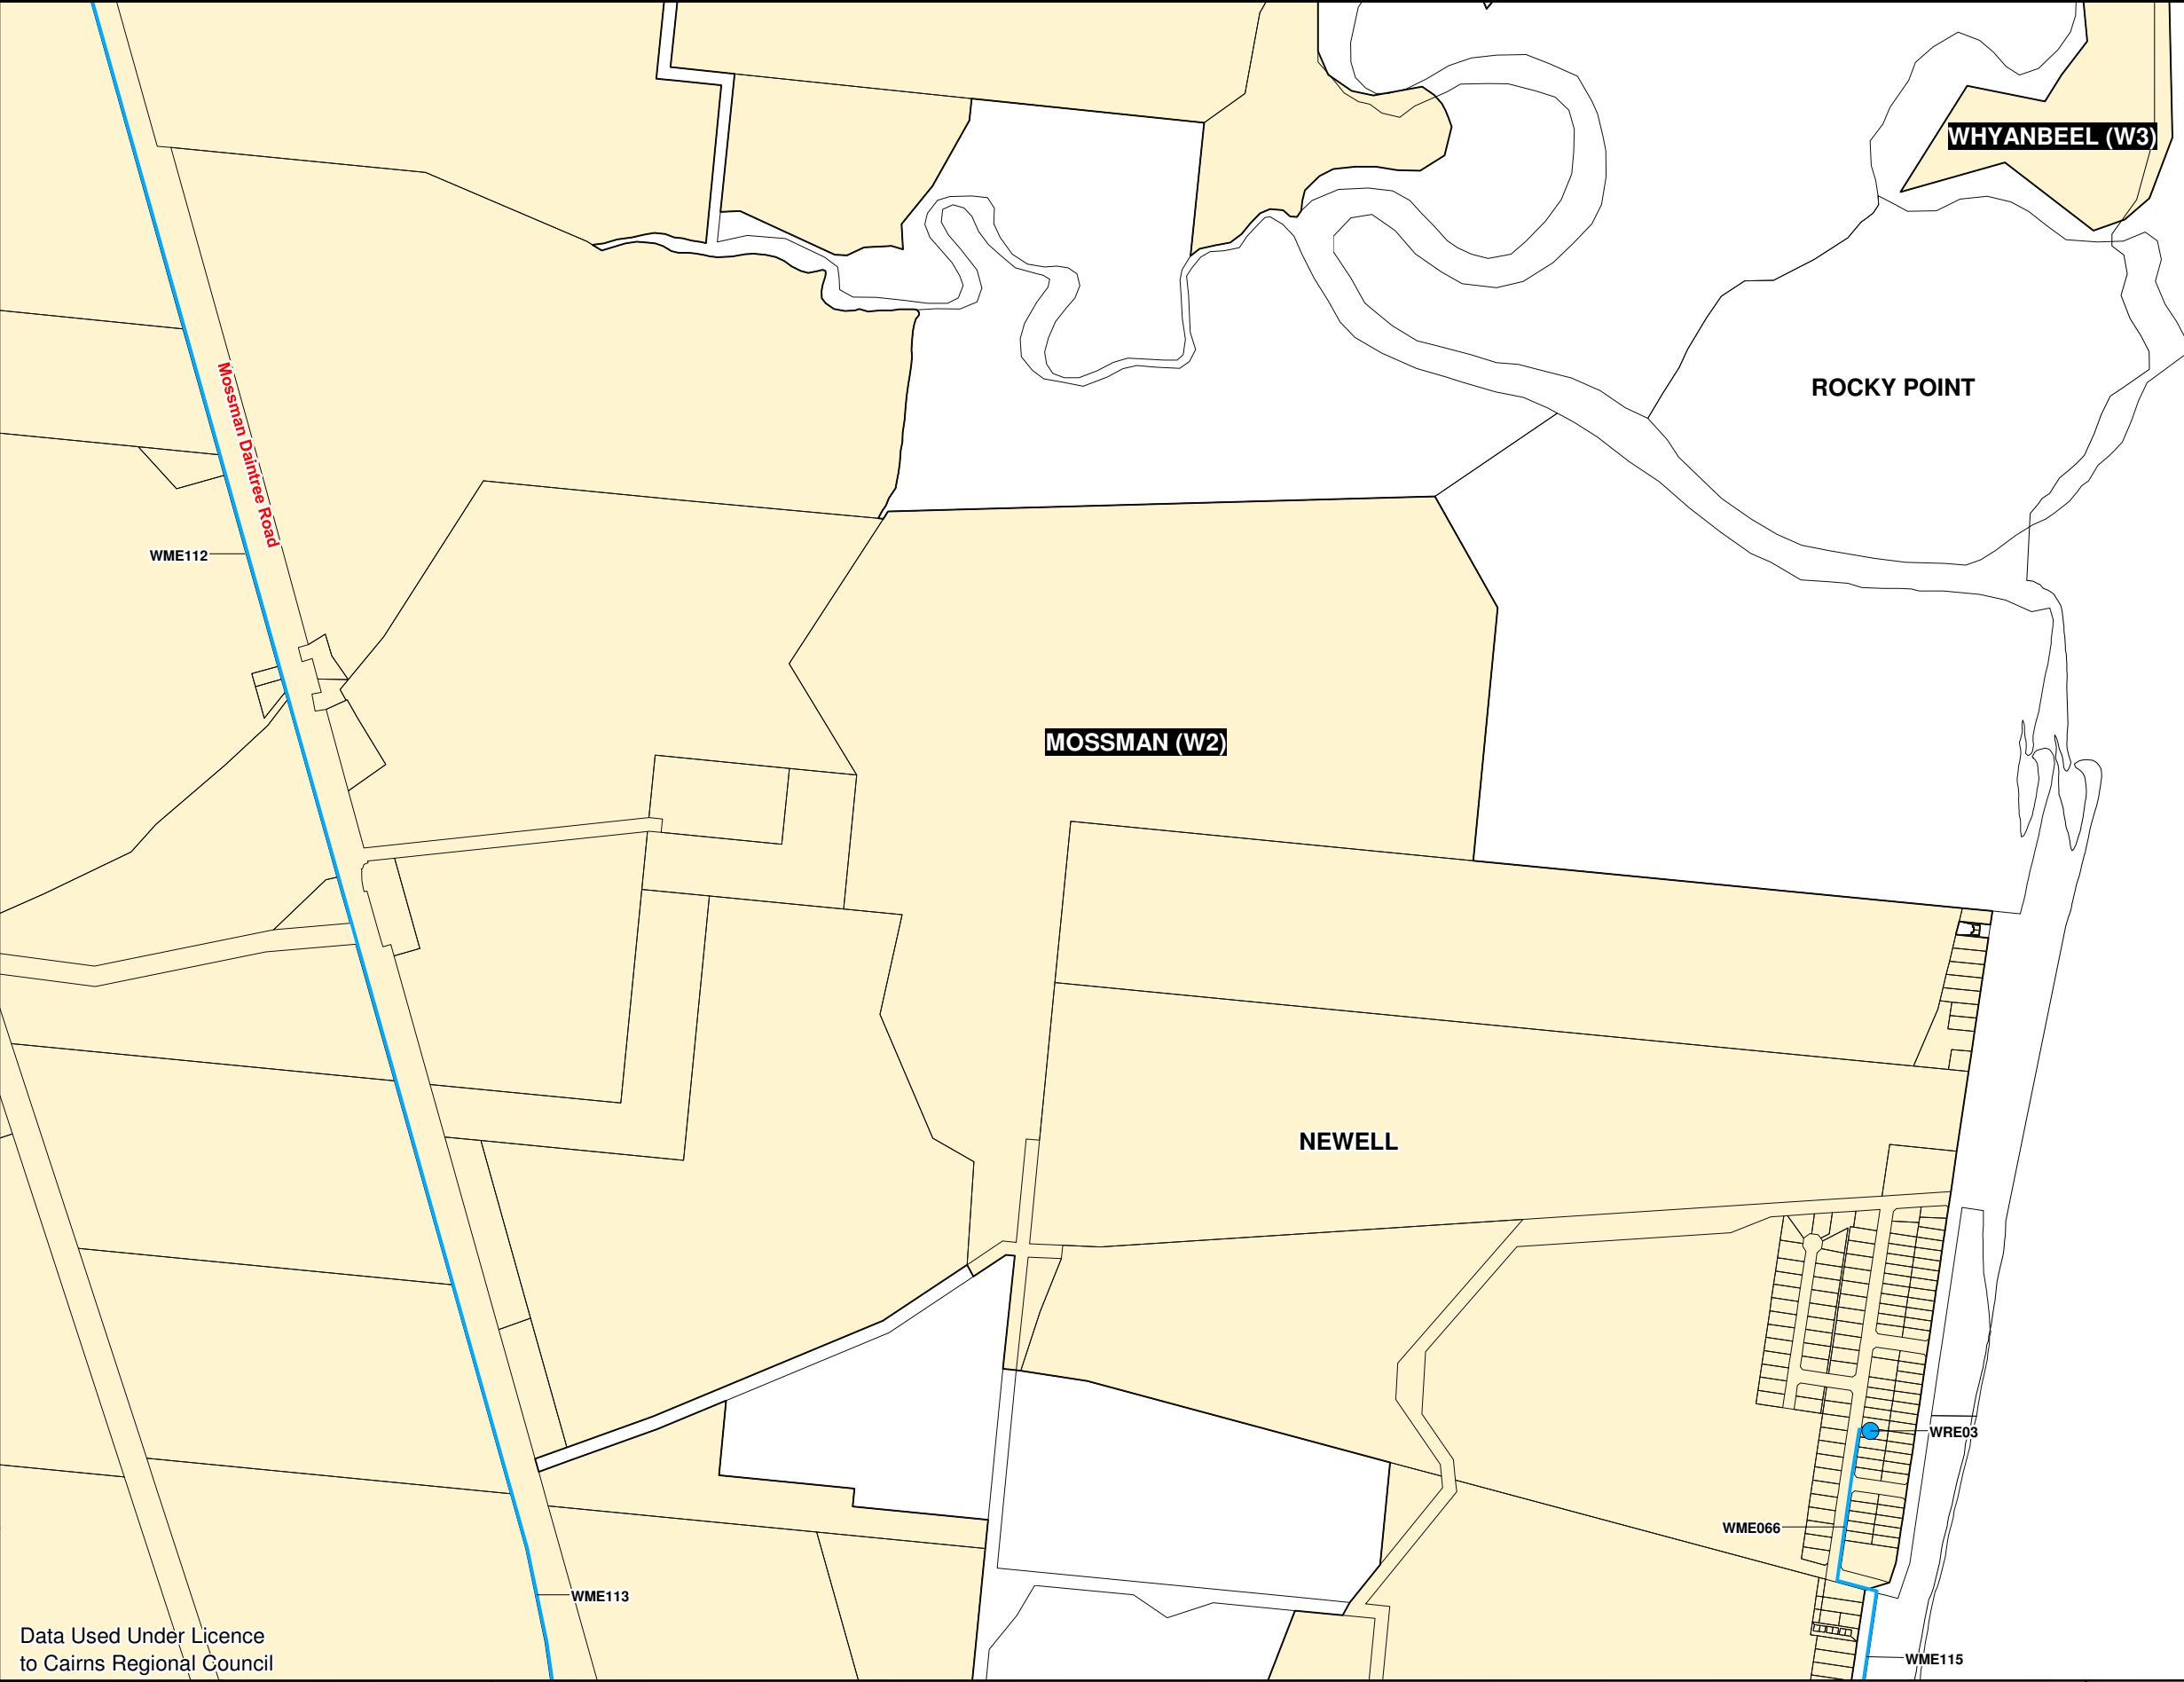 WHYANBEEL (W3)
ROCKY POINT
Mossman Daintree Road
WME112
MOSSMAN (W2)
NEWELL
WRE03
WME066
WME113
Data Used Under Licence
to Cairns Regional Council
WME115